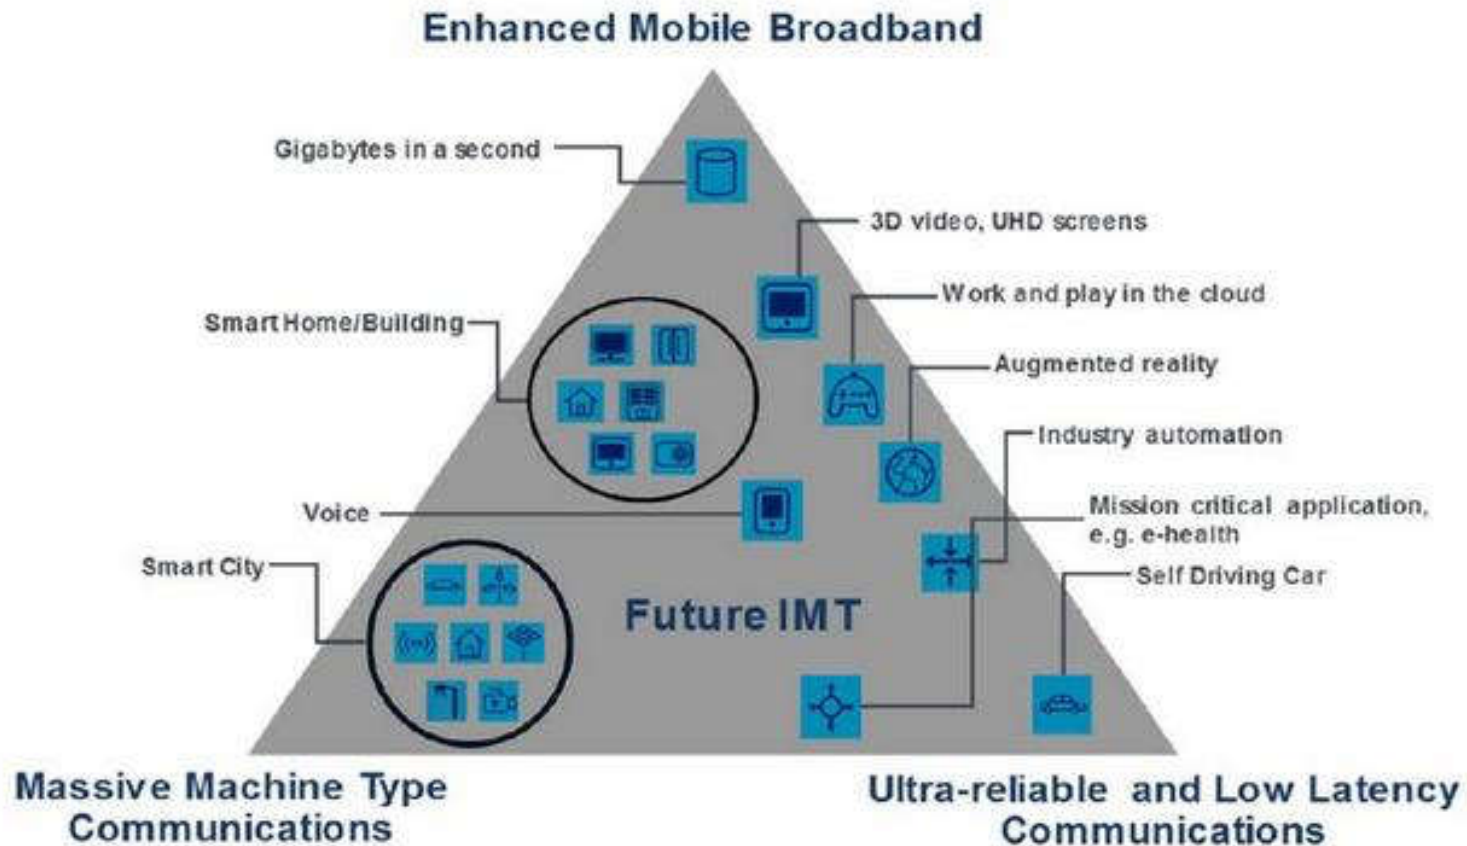 Enhanced Mobile Broadband
Gigabytes in a second
3D video, UHD screens
Work and play in the cloud
Smart Home/Building
Augmented reality
Industry automation
Voice
Mission critical application,
e.g. e-health
Smart City
Self Driving Car
Future IMT
Massive Machine Type
Communications
Ultra-reliable and Low Latency
Communications